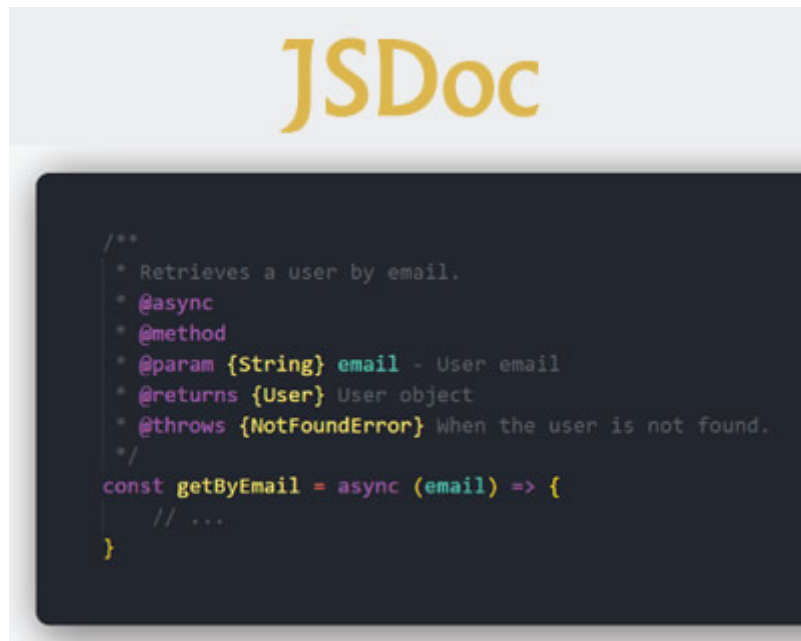 JSDoc
/**
* Retrieves a user by email.
* @async
* @method
* @param {String} email - User email
* @returns {User} User object
* @throws {NotFoundError} When the user is not found.
*/
const getByEmail = async (email) => {
// ...
}